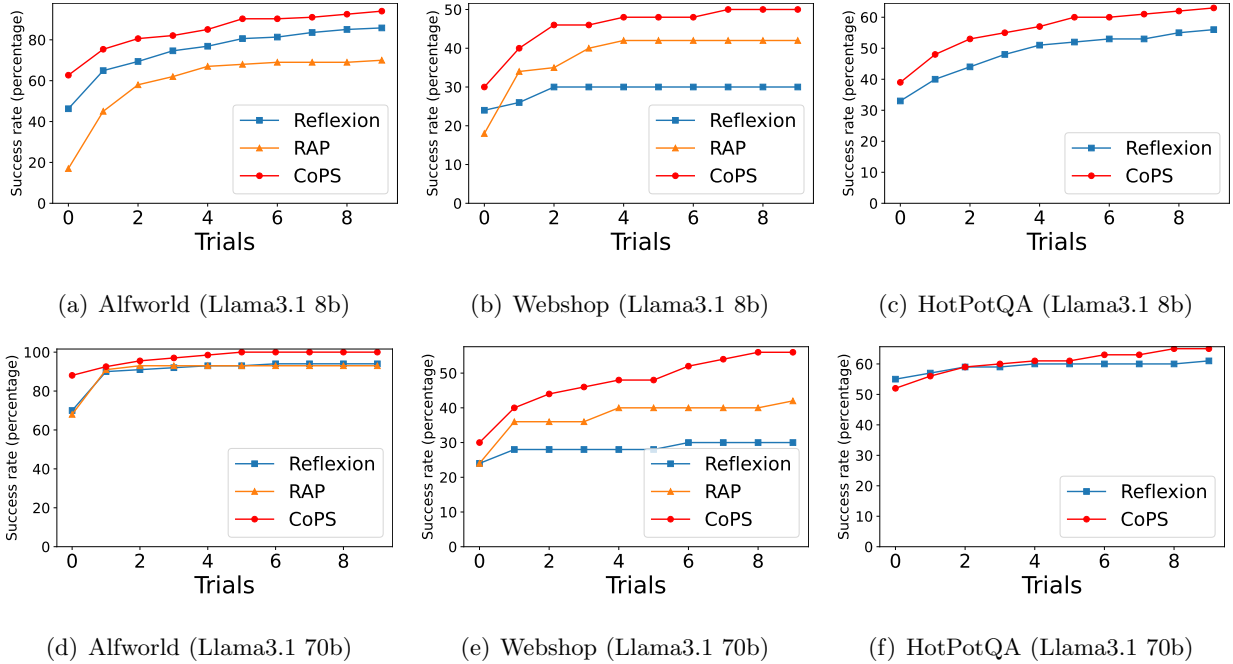 Success rate (percentage)
80
60
40
20
0
0 2 4 6 8
Trials
Reflexion
RAP
CoPS
(a) Alfworld (Llama3.1 8b)
Success rate (percentage)
50
40
30
20
10
0
0 2 4 6 8
Trials
Reflexion
RAP
CoPS
(b) Webshop (Llama3.1 8b)
Success rate (percentage)
60
50
40
30
20
10
0
0 2 4 6 8
Trials
Reflexion
CoPS
(c) HotPotQA (Llama3.1 8b)
Success rate (percentage)
100
80
60
40
20
0
0 2 4 6 8
Trials
Reflexion
RAP
CoPS
(d) Alfworld (Llama3.1 70b)
Success rate (percentage)
50
40
30
20
10
0
0 2 4 6 8
Trials
Reflexion
RAP
CoPS
(e) Webshop (Llama3.1 70b)
Success rate (percentage)
60
50
40
30
20
10
0
0 2 4 6 8
Trials
Reflexion
CoPS
(f) HotPotQA (Llama3.1 70b)